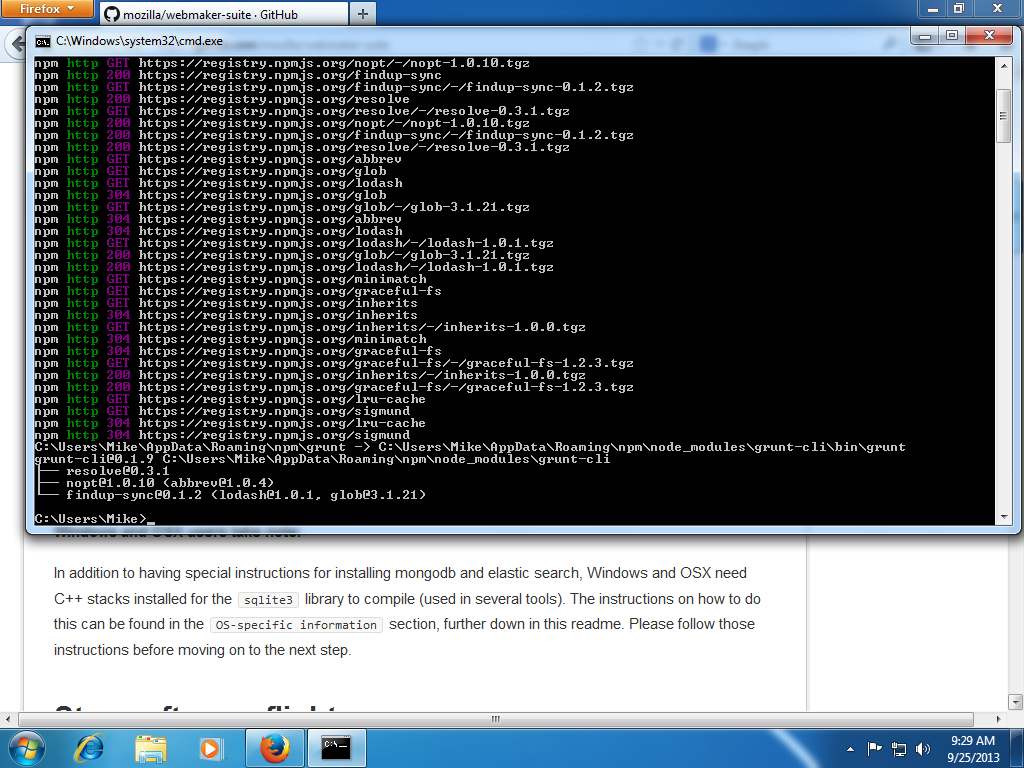 Firefox
mozilla/webmaker-suite · GitHub
C:\Windows\system32\cmd.exe
npm http GET https://registry.npmjs.org/nopt/-/nopt-1.0.10.tgz
npm http 200 https://registry.npmjs.org/findup-sync
npm http GET https://registry.npmjs.org/findup-sync/-/findup-sync-0.1.2.tgz
npm http 200 https://registry.npmjs.org/resolve
npm http GET https://registry.npmjs.org/resolve/-/resolve-0.3.1.tgz
npm http 200 https://registry.npmjs.org/nopt/-/nopt-1.0.10.tgz
npm http 200 https://registry.npmjs.org/findup-sync/-/findup-sync-0.1.2.tgz
npm http 200 https://registry.npmjs.org/resolve/-/resolve-0.3.1.tgz
npm http GET https://registry.npmjs.org/abbrev
npm http GET https://registry.npmjs.org/glob
npm http GET https://registry.npmjs.org/lodash
npm http 304 https://registry.npmjs.org/glob
npm http GET https://registry.npmjs.org/glob/-/glob-3.1.21.tgz
npm http 304 https://registry.npmjs.org/abbrev
npm http 304 https://registry.npmjs.org/lodash
npm http GET https://registry.npmjs.org/lodash/-/lodash-1.0.1.tgz
npm http 200 https://registry.npmjs.org/glob/-/glob-3.1.21.tgz
npm http 200 https://registry.npmjs.org/lodash/-/lodash-1.0.1.tgz
npm http GET https://registry.npmjs.org/minimatch
npm http GET https://registry.npmjs.org/graceful-fs
npm http GET https://registry.npmjs.org/inherits
npm http 304 https://registry.npmjs.org/inherits
npm http GET https://registry.npmjs.org/inherits/-/inherits-1.0.0.tgz
npm http 304 https://registry.npmjs.org/minimatch
npm http 304 https://registry.npmjs.org/graceful-fs
npm http GET https://registry.npmjs.org/graceful-fs/-/graceful-fs-1.2.3.tgz
npm http 200 https://registry.npmjs.org/inherits/-/inherits-1.0.0.tgz
npm http 200 https://registry.npmjs.org/graceful-fs/-/graceful-fs-1.2.3.tgz
npm http GET https://registry.npmjs.org/lru-cache
npm http GET https://registry.npmjs.org/sigmund
npm http 304 https://registry.npmjs.org/lru-cache
npm http 304 https://registry.npmjs.org/sigmund
C:\Users\Mike\AppData\Roaming\npm\grunt -> C:\Users\Mike\AppData\Roaming\npm\node_modules\grunt-cli\bin\grunt
grunt-cli@0.1.9 C:\Users\Mike\AppData\Roaming\npm\node_modules\grunt-cli
├── resolve@0.3.1
├── nopt@1.0.10 (abbrev@1.0.4)
└── findup-sync@0.1.2 (lodash@1.0.1, glob@3.1.21)
C:\Users\Mike>_
Windows and OSX users take note:
In addition to having special instructions for installing mongodb and elastic search, Windows and OSX need
C++ stacks installed for the sqlite3 library to compile (used in several tools). The instructions on how to do
this can be found in the OS-specific information section, further down in this readme. Please follow those
instructions before moving on to the next step.
9:29 AM
9/25/2013